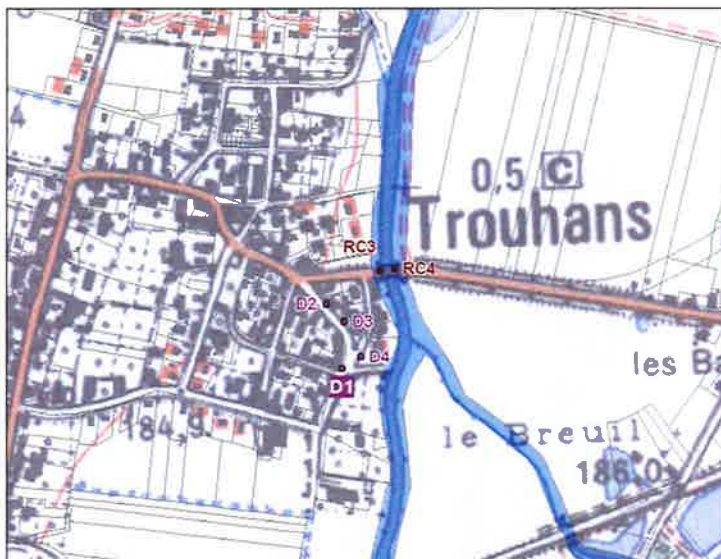 0,5 C
Trouhans
RC3
RC4
D2
D3
D4
D1
les Ba
184,9
le Breuil
186,0